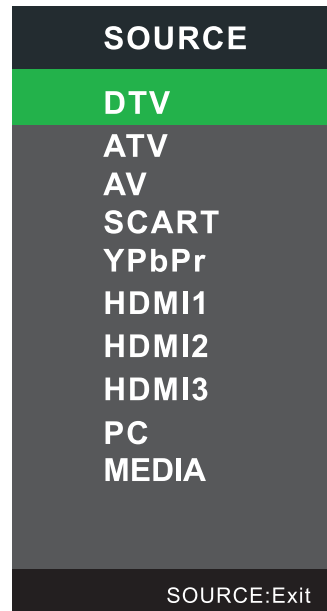 SOURCE
DTV
ATV
AV
SCART
YPbPr
HDMI1
HDMI2
HDMI3
PC
MEDIA
SOURCE:Exit